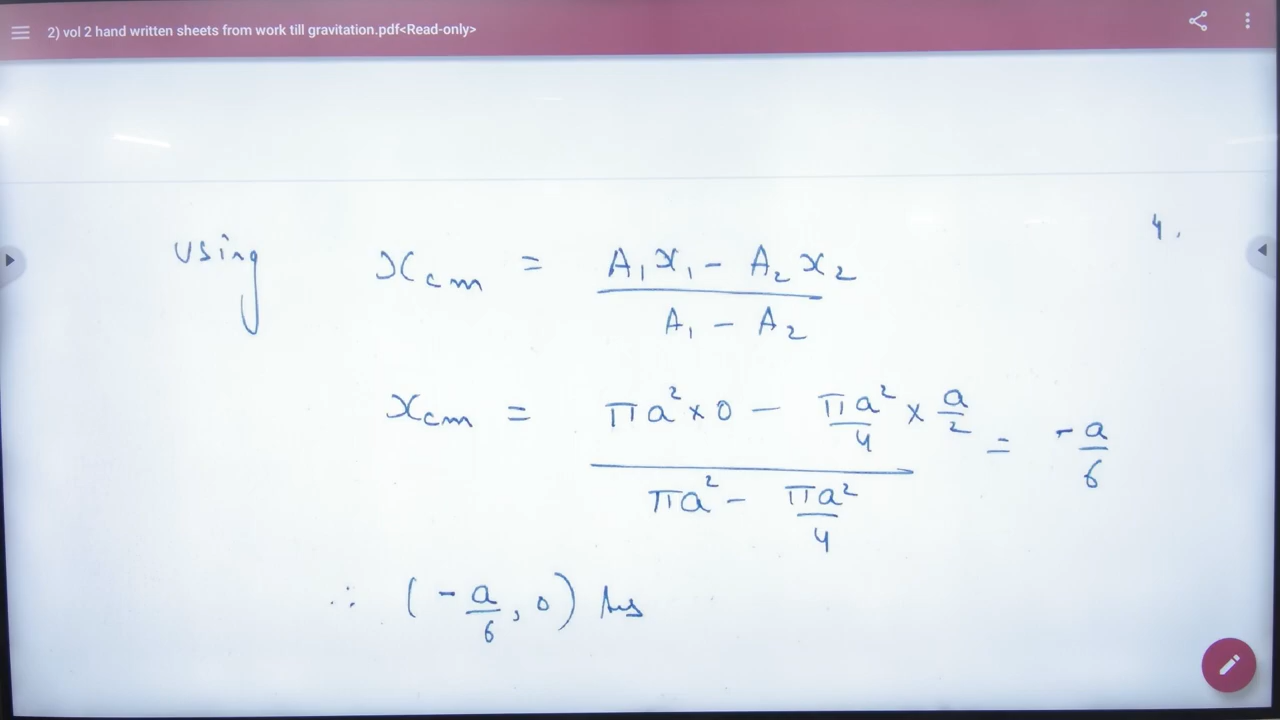 2) vol 2 hand written sheets from work till gravitation.pdf<Read-only>
4.
using x_cm = (A₁x₁ - A₂x₂) / (A₁ - A₂)
x_cm = (πa² × 0 - πa²/4 × a/2) / (πa² - πa²/4) = -a/6
∴ (-a/6, 0) Ans